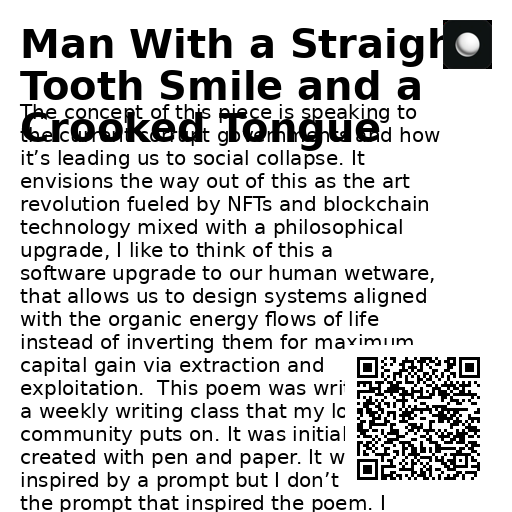 Man With a Straigh
Tooth Smile and a
Crooked Tongue
The concept of this piece is speaking to
the current corrupt governments and how
it’s leading us to social collapse. It
envisions the way out of this as the art
revolution fueled by NFTs and blockchain
technology mixed with a philosophical
upgrade, I like to think of this a
software upgrade to our human wetware,
that allows us to design systems aligned
with the organic energy flows of life
instead of inverting them for maximum
capital gain via extraction and
exploitation.  This poem was wri
a weekly writing class that my lo
community puts on. It was initial
created with pen and paper. It w
inspired by a prompt but I don’t
the prompt that inspired the poem. I